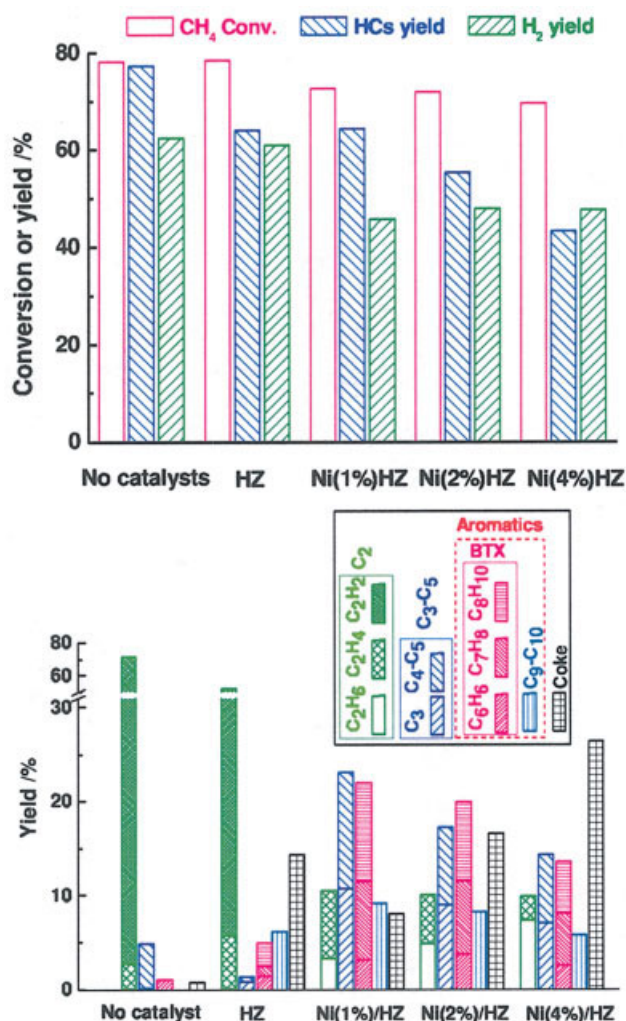 CH4 Conv. HCs yield H2 yield
Conversion or yield /%
80
60
40
20
0
No catalysts HZ Ni(1%)HZ Ni(2%)HZ Ni(4%)HZ
Aromatics
BTX
C2H6 C2H4 C2H2 C2
C3 C4-C5 C3-C5
C6H6 C7H8 C8H10
C9-C10
Coke
Yield /%
80
60
30
20
10
0
No catalyst HZ Ni(1%)/HZ Ni(2%)/HZ Ni(4%)/HZ